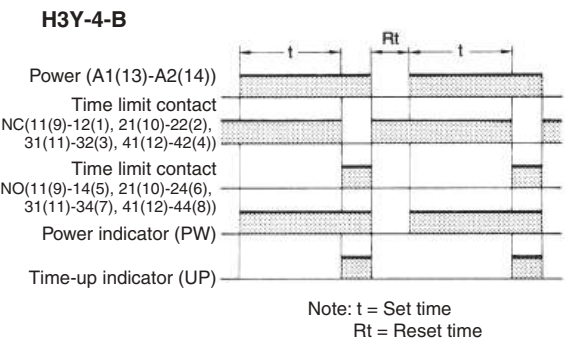 H3Y-4-B
t
Rt
t
Power (A1(13)-A2(14))
Time limit contact
NC(11(9)-12(1), 21(10)-22(2),
31(11)-32(3), 41(12)-42(4))
Time limit contact
NO(11(9)-14(5), 21(10)-24(6),
31(11)-34(7), 41(12)-44(8))
Power indicator (PW)
Time-up indicator (UP)
Note: t = Set time
Rt = Reset time